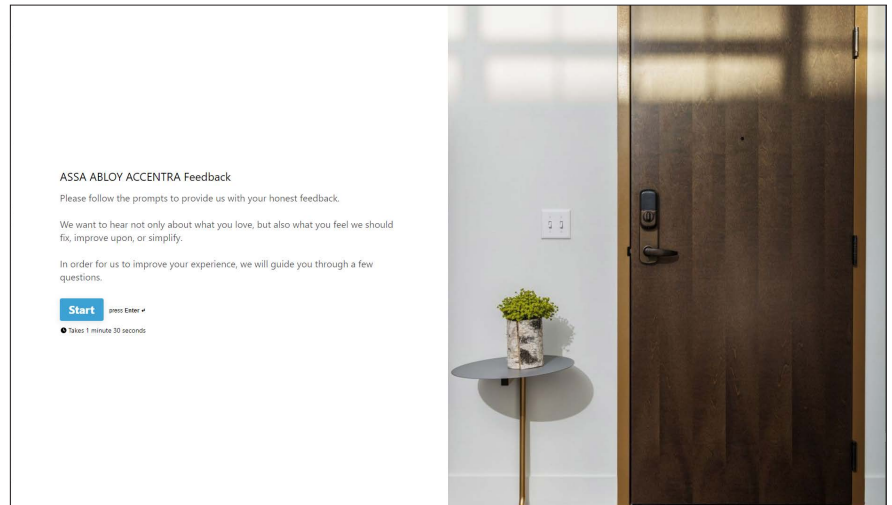 ASSA ABLOY ACCENTRA Feedback
Please follow the prompts to provide us with your honest feedback.
We want to hear not only about what you love, but also what you feel we should
fix, improve upon, or simplify.
In order for us to improve your experience, we will guide you through a few
questions.
Start press Enter ↵
Takes 1 minute 30 seconds